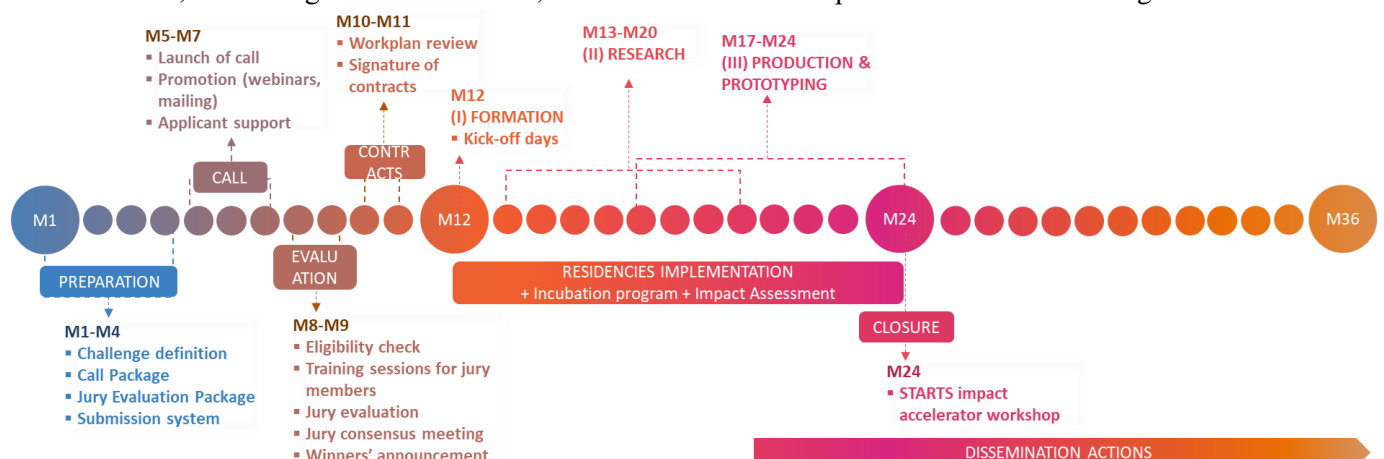 M5-M7
▪ Launch of call
▪ Promotion (webinars,
mailing)
▪ Applicant support
M10-M11
▪ Workplan review
▪ Signature of
contracts
M12
(I) FORMATION
▪ Kick-off days
M13-M20
(II) RESEARCH
M17-M24
(III) PRODUCTION &
PROTOTYPING
CALL
CONTR
ACTS
M1
M12
M24
M36
PREPARATION
EVALU
ATION
RESIDENCIES IMPLEMENTATION
+ Incubation program + Impact Assessment
CLOSURE
M1-M4
▪ Challenge definition
▪ Call Package
▪ Jury Evaluation Package
▪ Submission system
M8-M9
▪ Eligibility check
▪ Training sessions for jury
members
▪ Jury evaluation
▪ Jury consensus meeting
▪ Winners' announcement
M24
▪ STARTS impact
accelerator workshop
DISSEMINATION ACTIONS